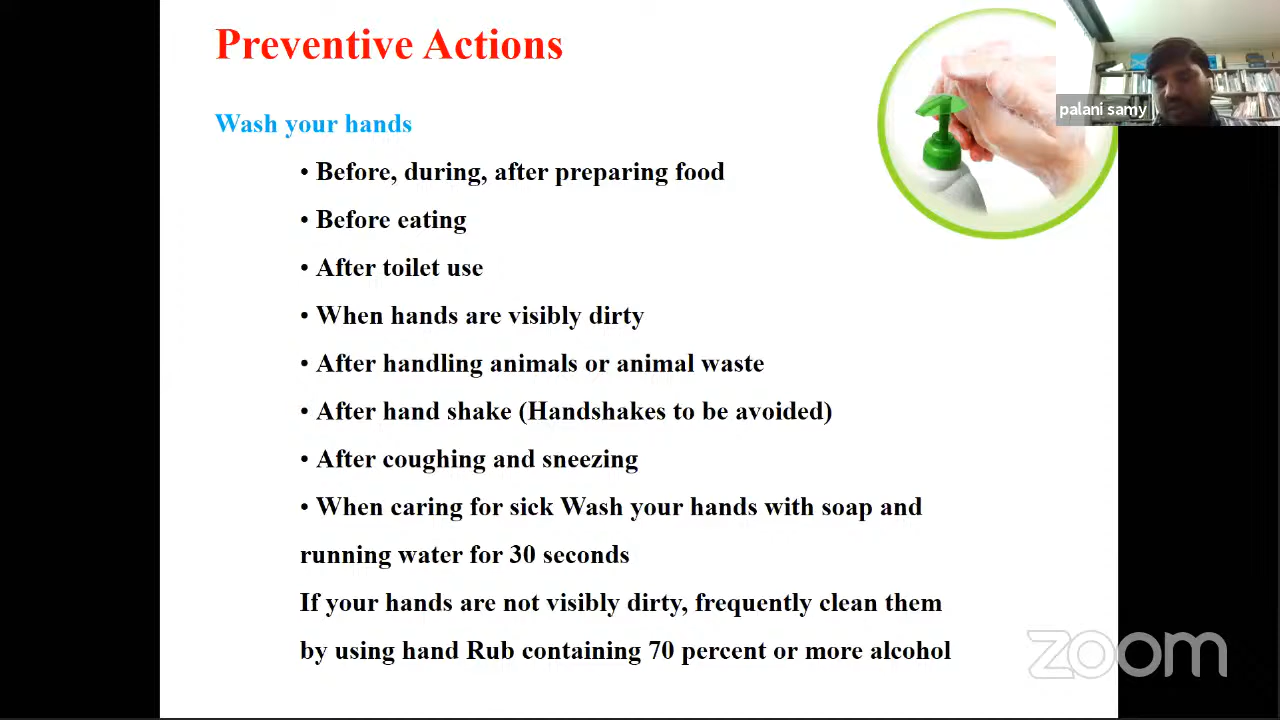 Preventive Actions
palani samy
Wash your hands
• Before, during, after preparing food
• Before eating
• After toilet use
• When hands are visibly dirty
• After handling animals or animal waste
• After hand shake (Handshakes to be avoided)
• After coughing and sneezing
• When caring for sick Wash your hands with soap and
running water for 30 seconds
If your hands are not visibly dirty, frequently clean them
by using hand Rub containing 70 percent or more alcohol
zoom